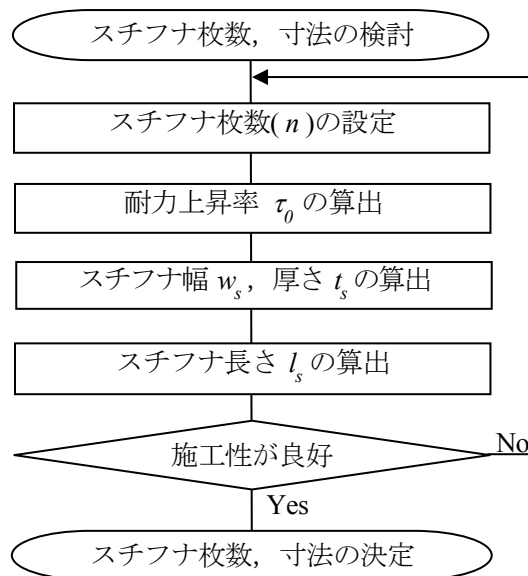 スチフナ枚数，寸法の検討
スチフナ枚数( n )の設定
耐力上昇率 τ0 の算出
スチフナ幅 ws，厚さ ts の算出
スチフナ長さ ls の算出
施工性が良好
No
Yes
スチフナ枚数，寸法の決定